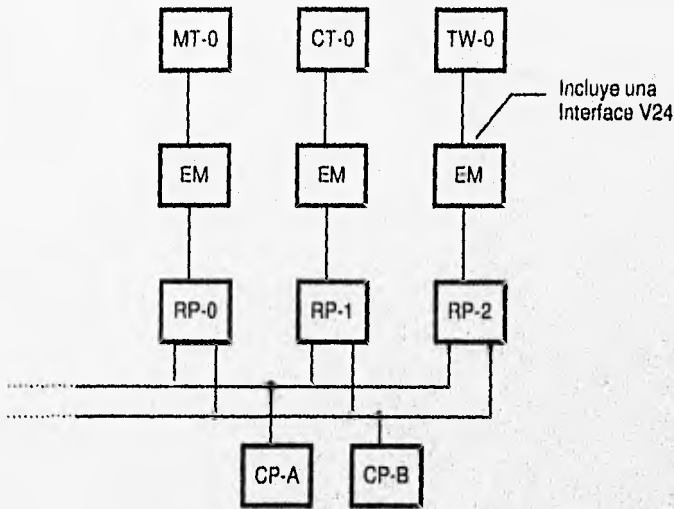 MT-0
CT-0
TW-0
Incluye una
Interface V24
EM
EM
EM
RP-0
RP-1
RP-2
CP-A
CP-B